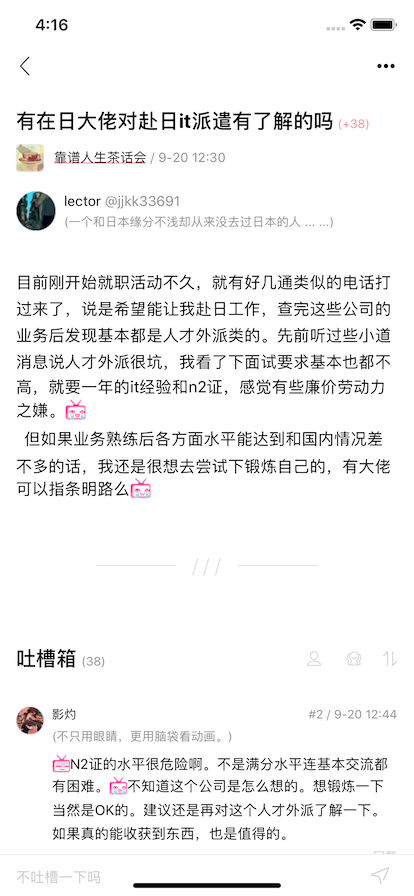 4:16
有在日大佬对赴日it派遣有了解的吗 (+38)
靠谱人生茶话会 / 9-20 12:30
lector @jjkk33691
(一个和日本缘分不浅却从来没去过日本的人 ... ...)
目前刚开始就职活动不久，就有好几通类似的电话打
过来了，说是希望能让我赴日工作，查完这些公司的
业务后发现基本都是人才外派类的。先前听过些小道
消息说人才外派很坑，我看了下面试要求基本也都不
高，就要一年的it经验和n2证，感觉有些廉价劳动力
之嫌。
但如果业务熟练后各方面水平能达到和国内情况差
不多的话，我还是很想去尝试下锻炼自己的，有大佬
可以指条明路么
///
吐槽箱 (38)
影灼
#2 / 9-20 12:44
(不只用眼睛，更用脑袋看动画。)
N2证的水平很危险啊。不是满分水平连基本交流都
有困难。不知道这个公司是怎么想的。想锻炼一下
当然是OK的。建议还是再对这个人才外派了解一下。
如果真的能收获到东西，也是值得的。
不吐槽一下吗